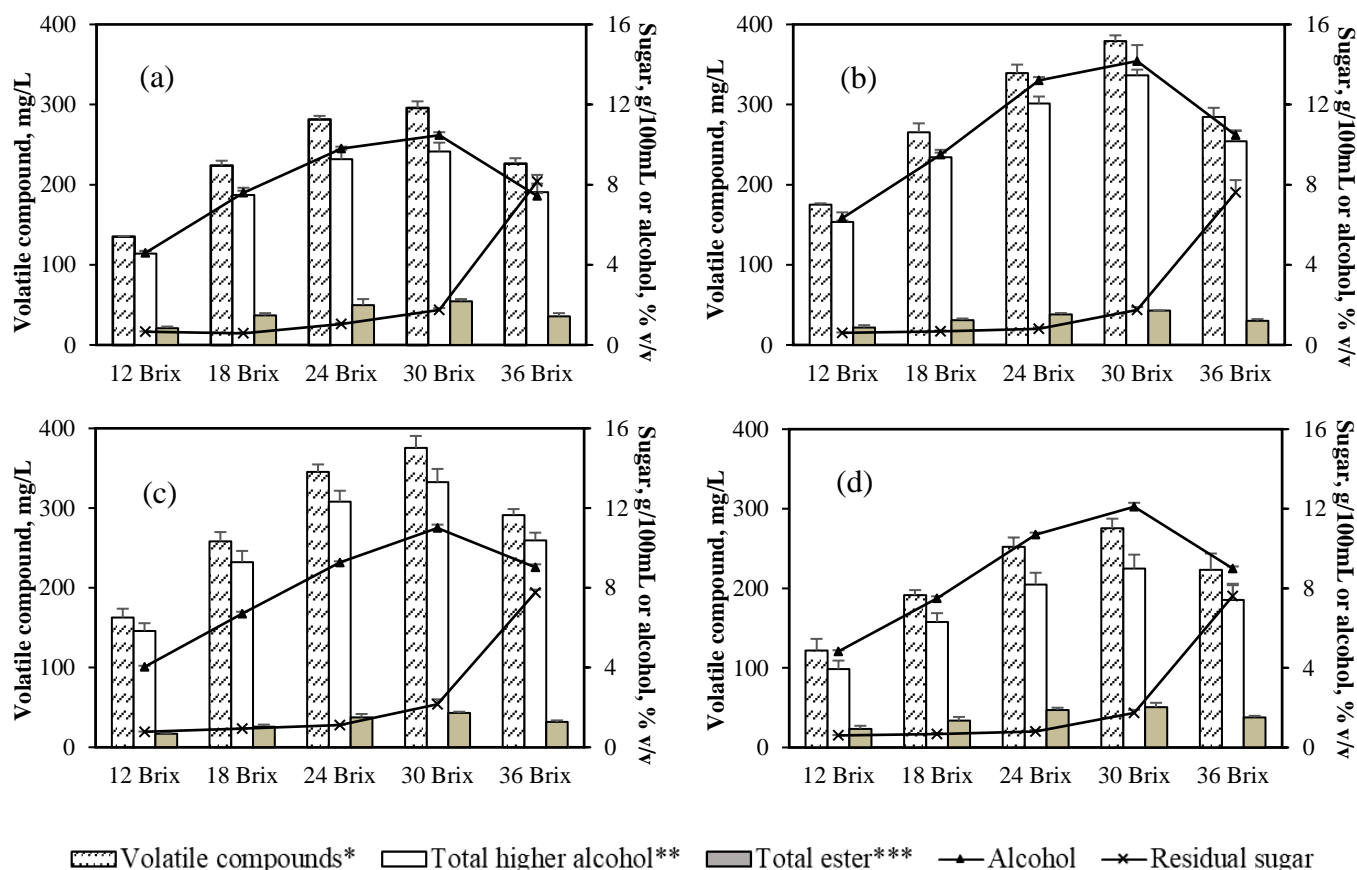 (a)
Volatile compound, mg/L
400
300
200
100
0
Sugar, g/100mL or alcohol, % v/v
16
12
8
4
0
12 Brix 18 Brix 24 Brix 30 Brix 36 Brix
(b)
Volatile compound, mg/L
400
300
200
100
0
Sugar, g/100mL or alcohol, % v/v
16
12
8
4
0
12 Brix 18 Brix 24 Brix 30 Brix 36 Brix
(c)
Volatile compound, mg/L
400
300
200
100
0
Sugar, g/100mL or alcohol, % v/v
16
12
8
4
0
12 Brix 18 Brix 24 Brix 30 Brix 36 Brix
(d)
Volatile compound, mg/L
400
300
200
100
0
Sugar, g/100mL or alcohol, % v/v
16
12
8
4
0
12 Brix 18 Brix 24 Brix 30 Brix 36 Brix
Volatile compounds* Total higher alcohol** Total ester*** Alcohol Residual sugar